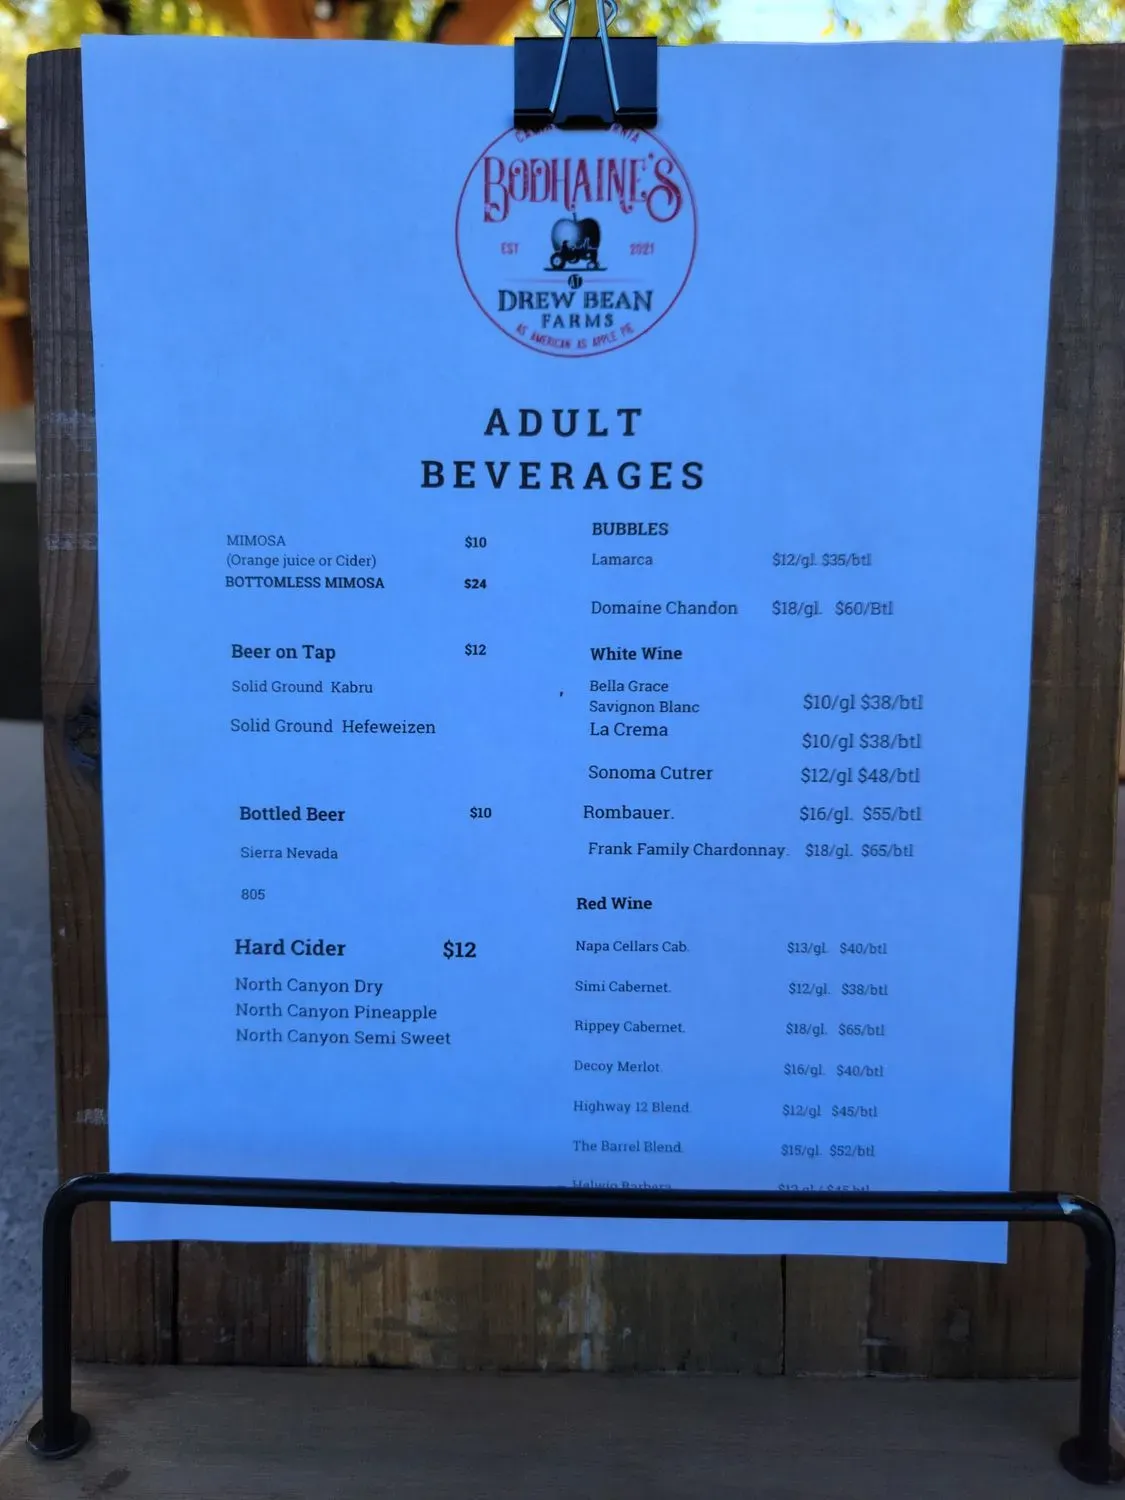 BODHAINE'S
EST 2021
AT
DREW BEAN
FARMS
AS AMERICAN AS APPLE PIE
ADULT
BEVERAGES
MIMOSA $10
(Orange juice or Cider)
BOTTOMLESS MIMOSA $24
Beer on Tap $12
Solid Ground Kabru
Solid Ground Hefeweizen
Bottled Beer $10
Sierra Nevada
805
Hard Cider $12
North Canyon Dry
North Canyon Pineapple
North Canyon Semi Sweet
BUBBLES
Lamarca $12/gl. $35/btl
Domaine Chandon $18/gl. $60/Btl
White Wine
Bella Grace
Savignon Blanc $10/gl $38/btl
La Crema $10/gl $38/btl
Sonoma Cutrer $12/gl $48/btl
Rombauer. $16/gl. $55/btl
Frank Family Chardonnay. $18/gl. $65/btl
Red Wine
Napa Cellars Cab. $13/gl. $40/btl
Simi Cabernet. $12/gl. $38/btl
Rippey Cabernet. $18/gl. $65/btl
Decoy Merlot. $16/gl. $40/btl
Highway 12 Blend. $12/gl $45/btl
The Barrel Blend. $15/gl. $52/btl
Helwig Barbera $12 gl / $45 btl